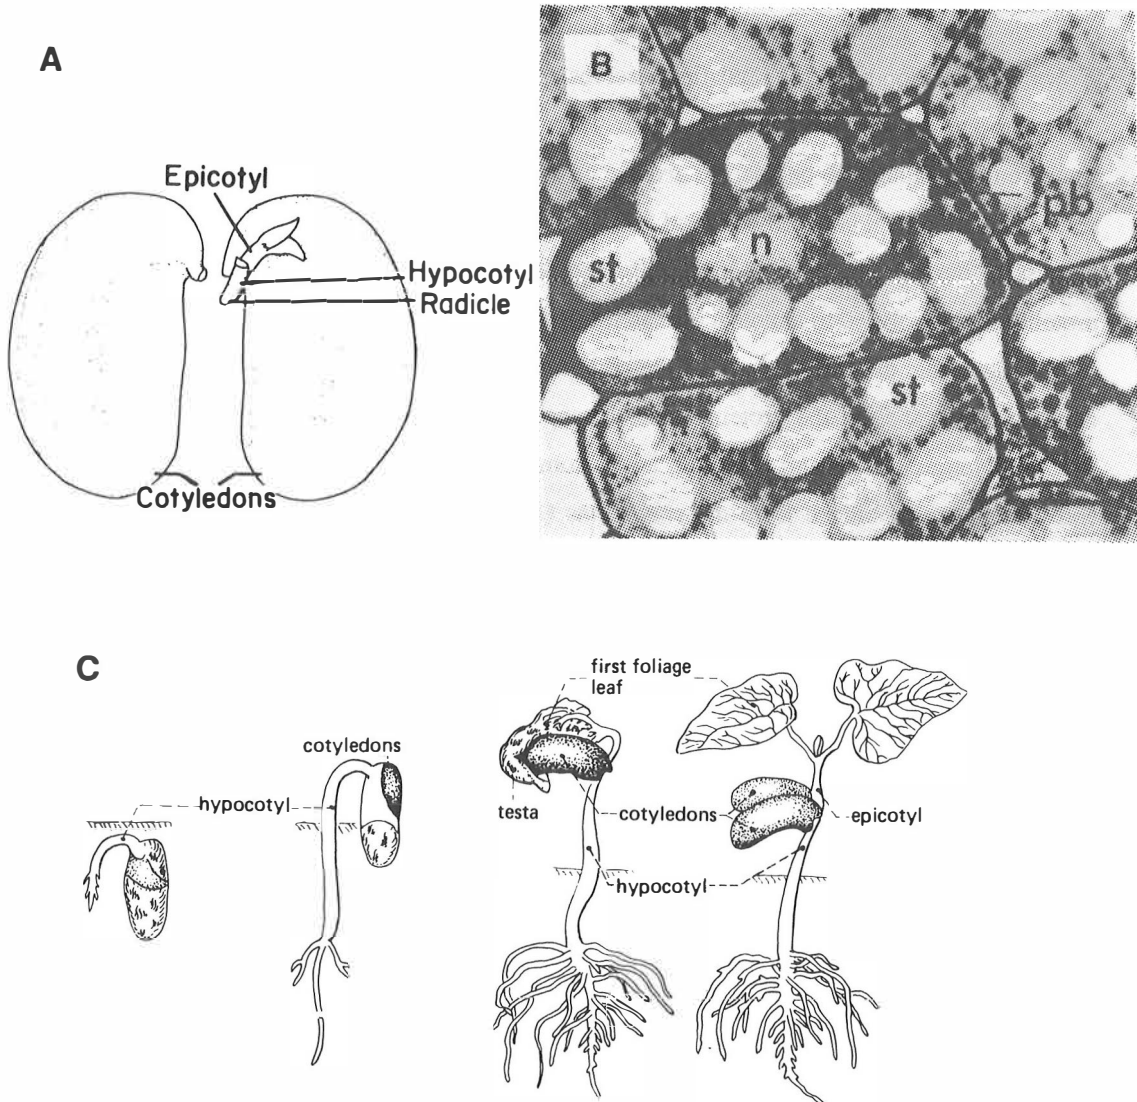 A
Epicotyl
Hypocotyl
Radicle
Cotyledons
B
pb
n
st
st
C
first foliage
leaf
cotyledons
hypocotyl
testa
cotyledons
epicotyl
hypocotyl